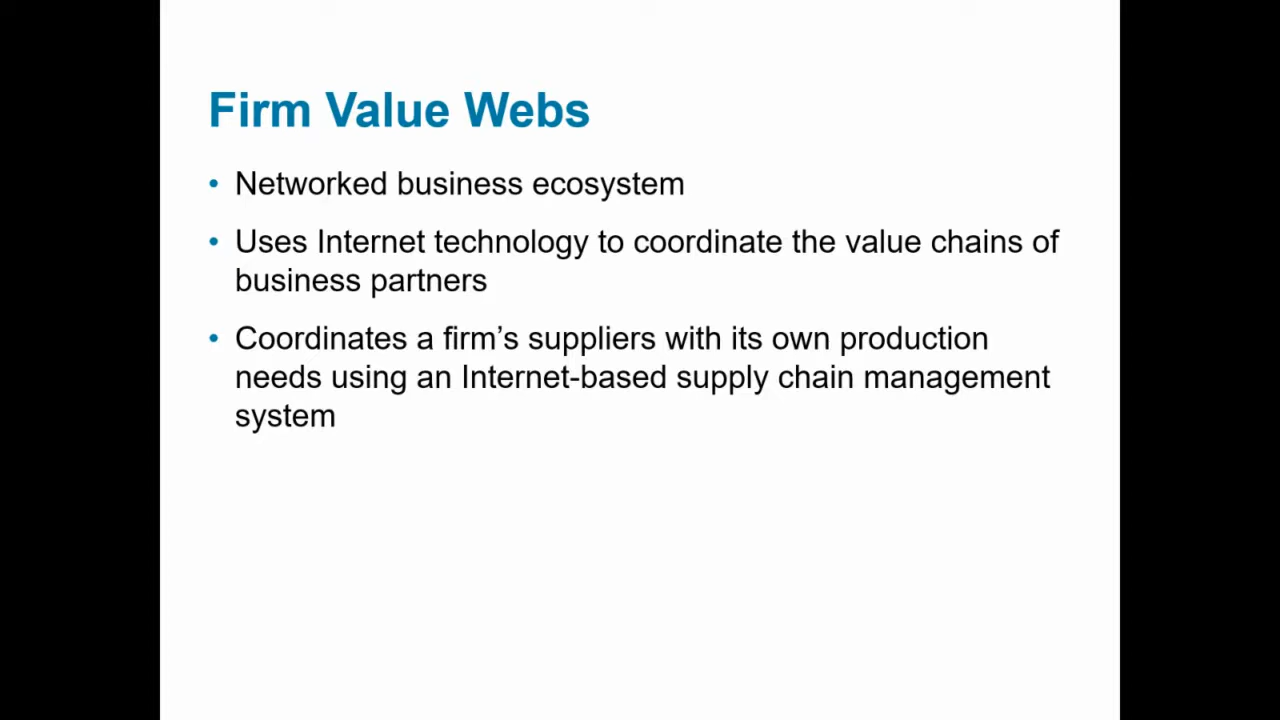 Firm Value Webs
• Networked business ecosystem
• Uses Internet technology to coordinate the value chains of
business partners
• Coordinates a firm’s suppliers with its own production
needs using an Internet-based supply chain management
system